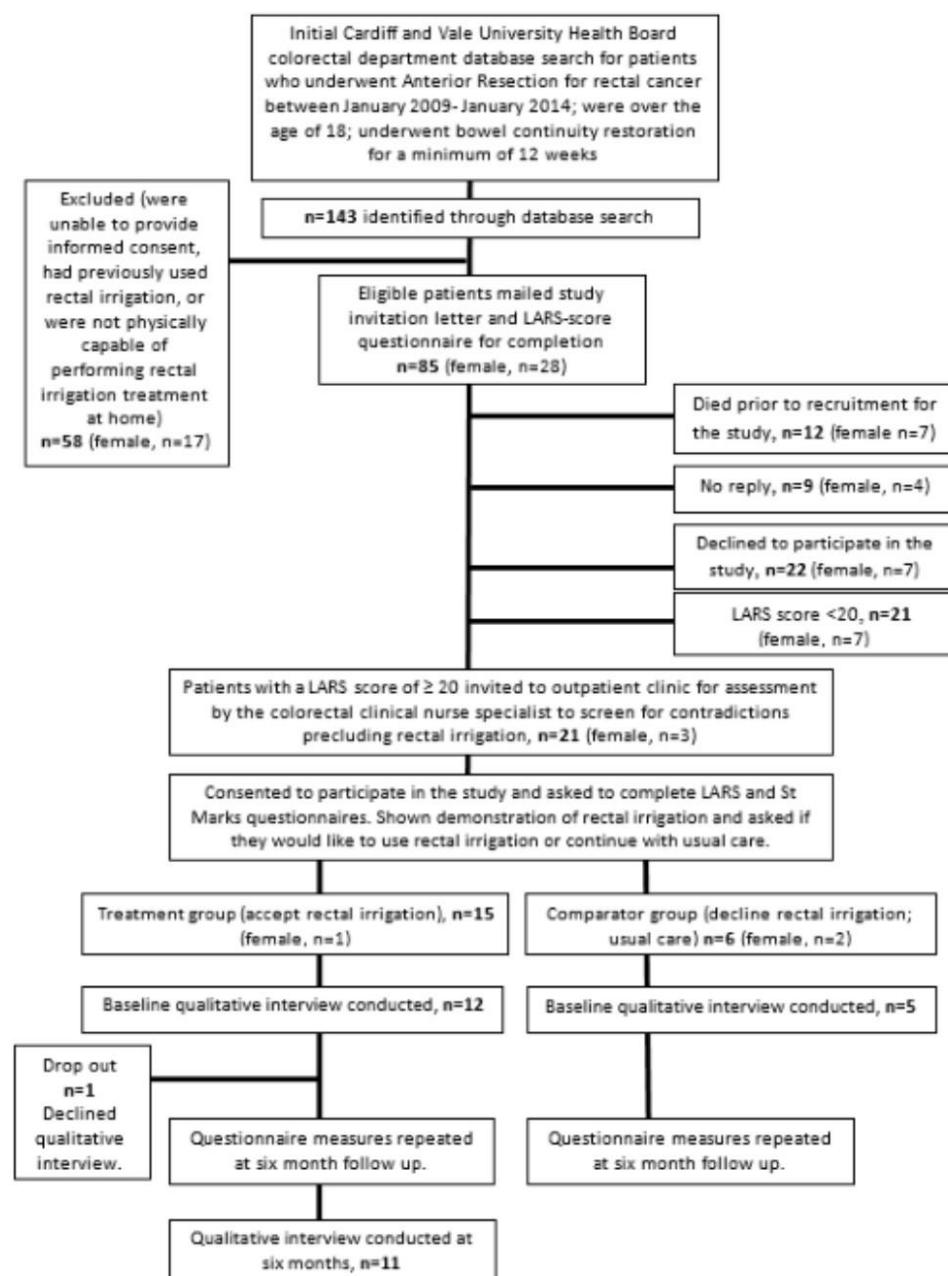 Initial Cardiff and Vale University Health Board
colorectal department database search for patients
who underwent Anterior Resection for rectal cancer
between January 2009- January 2014; were over the
age of 18; underwent bowel continuity restoration
for a minimum of 12 weeks
n=143 identified through database search
Excluded (were
unable to provide
informed consent,
had previously used
rectal irrigation, or
were not physically
capable of
performing rectal
irrigation treatment
at home)
n=58 (female, n=17)
Eligible patients mailed study
invitation letter and LARS-score
questionnaire for completion
n=85 (female, n=28)
Died prior to recruitment for
the study, n=12 (female n=7)
No reply, n=9 (female, n=4)
Declined to participate in the
study, n=22 (female, n=7)
LARS score <20, n=21
(female, n=7)
Patients with a LARS score of ≥ 20 invited to outpatient clinic for assessment
by the colorectal clinical nurse specialist to screen for contradictions
precluding rectal irrigation, n=21 (female, n=3)
Consented to participate in the study and asked to complete LARS and St
Marks questionnaires. Shown demonstration of rectal irrigation and asked if
they would like to use rectal irrigation or continue with usual care.
Treatment group (accept rectal irrigation), n=15
(female, n=1)
Comparator group (decline rectal irrigation;
usual care) n=6 (female, n=2)
Baseline qualitative interview conducted, n=12
Baseline qualitative interview conducted, n=5
Drop out
n=1
Declined
qualitative
interview.
Questionnaire measures repeated
at six month follow up.
Questionnaire measures repeated
at six month follow up.
Qualitative interview conducted at
six months, n=11